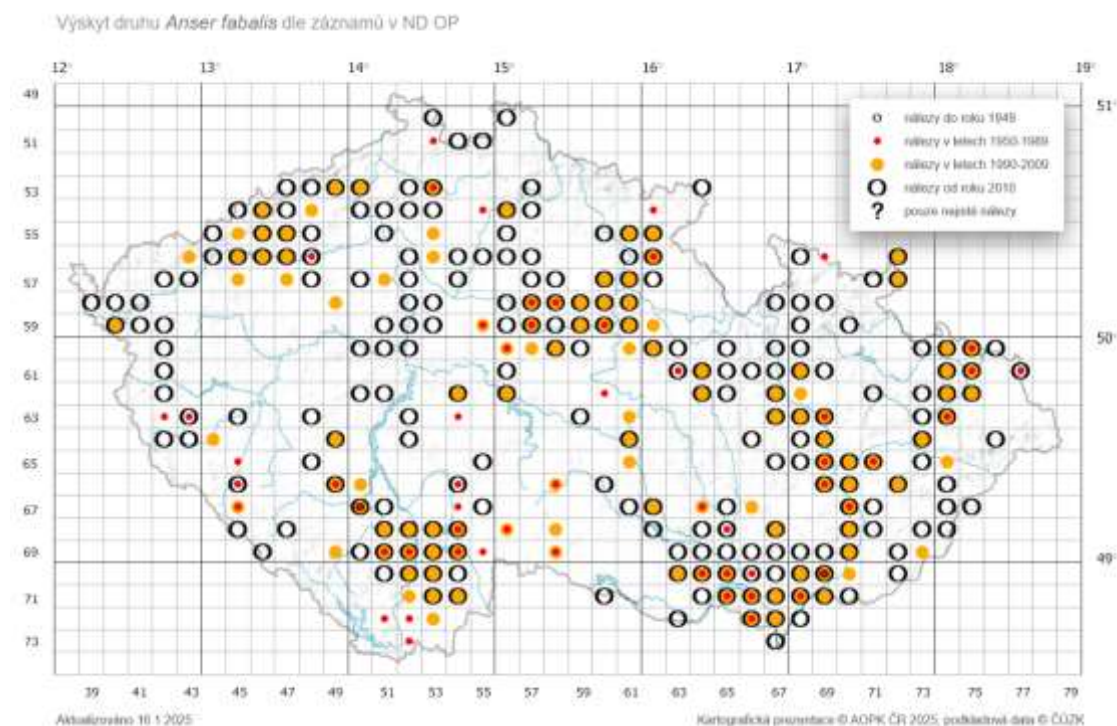 Výskyt druhu Anser fabalis dle záznamů v ND OP
12° 13° 14° 15° 16° 17° 18° 19°
49 51°
nálezy do roku 1949
51
nálezy v letech 1950-1989
nálezy v letech 1990-2009
53
nálezy od roku 2010
? pouze nejisté nálezy
55
57
59 50°
61
63
65
67
69 49°
71
73
39 41 43 45 47 49 51 53 55 57 59 61 63 65 67 69 71 73 75 77 79
Aktualizováno 16.1.2025 Kartografická prezentace © AOPK ČR 2025, podkladová data © ČÚZK